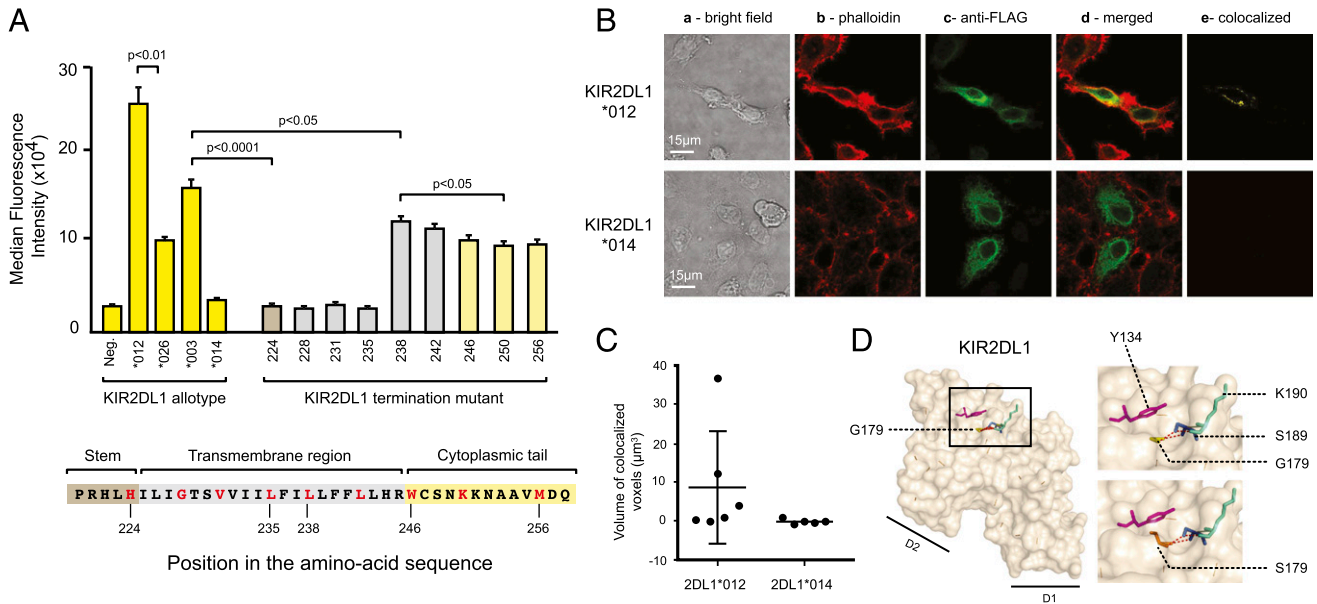 A
Median Fluorescence
Intensity (x10⁴)
30
20
10
0
p<0.01
p<0.05
p<0.0001
p<0.05
Neg.
*012
*026
*003
*014
224
228
231
235
238
242
246
250
256
KIR2DL1 allotype
KIR2DL1 termination mutant
Stem
Transmembrane region
Cytoplasmic tail
PRHLHILIGTSVVIILFILLFFLLHRWCSNKKNAAVMDQ
224
235
238
246
256
Position in the amino-acid sequence
B
a - bright field
b - phalloidin
c- anti-FLAG
d - merged
e- colocalized
KIR2DL1
*012
15μm
KIR2DL1
*014
15μm
C
Volume of colocalized
voxels (μm³)
40
30
20
10
0
-10
2DL1*012
2DL1*014
D
KIR2DL1
G179
D2
D1
Y134
K190
S189
G179
S179